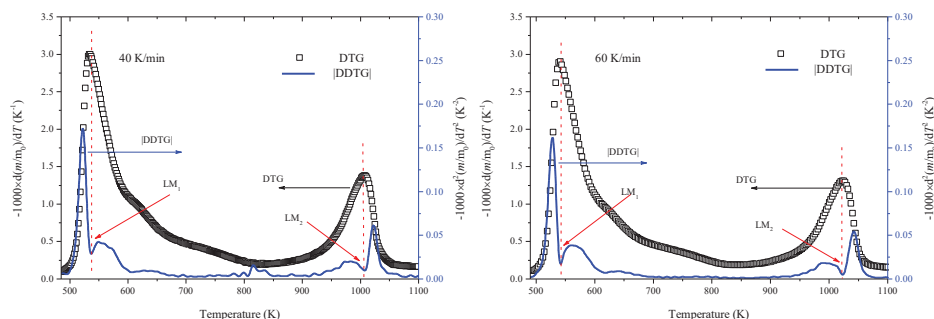 3.5
3.0
2.5
2.0
1.5
1.0
0.5
0.0
-1000×d(m/m₀)/dT (K⁻¹)
40 K/min
DTG
|DDTG|
|DDTG|
LM₁
DTG
LM₂
0.30
0.25
0.20
0.15
0.10
0.05
0.00
-1000×d²(m/m₀)/dT² (K⁻²)
500 600 700 800 900 1000 1100
Temperature (K)
3.5
3.0
2.5
2.0
1.5
1.0
0.5
0.0
-1000×d(m/m₀)/dT (K⁻¹)
60 K/min
DTG
|DDTG|
|DDTG|
LM₁
DTG
LM₂
0.30
0.25
0.20
0.15
0.10
0.05
0.00
-1000×d²(m/m₀)/dT² (K⁻²)
500 600 700 800 900 1000 1100
Temperature (K)